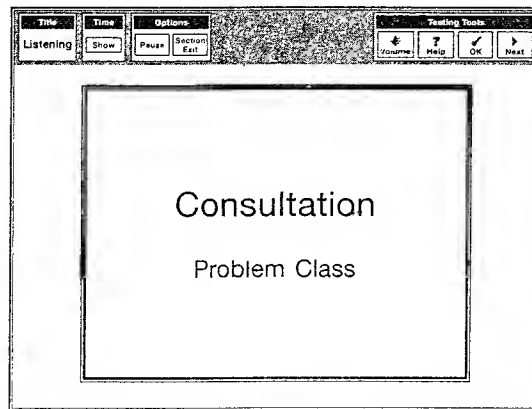 Title Time Options Testing Tools
Listening Show Pause Section Exit Volume Help OK Next
Consultation
Problem Class